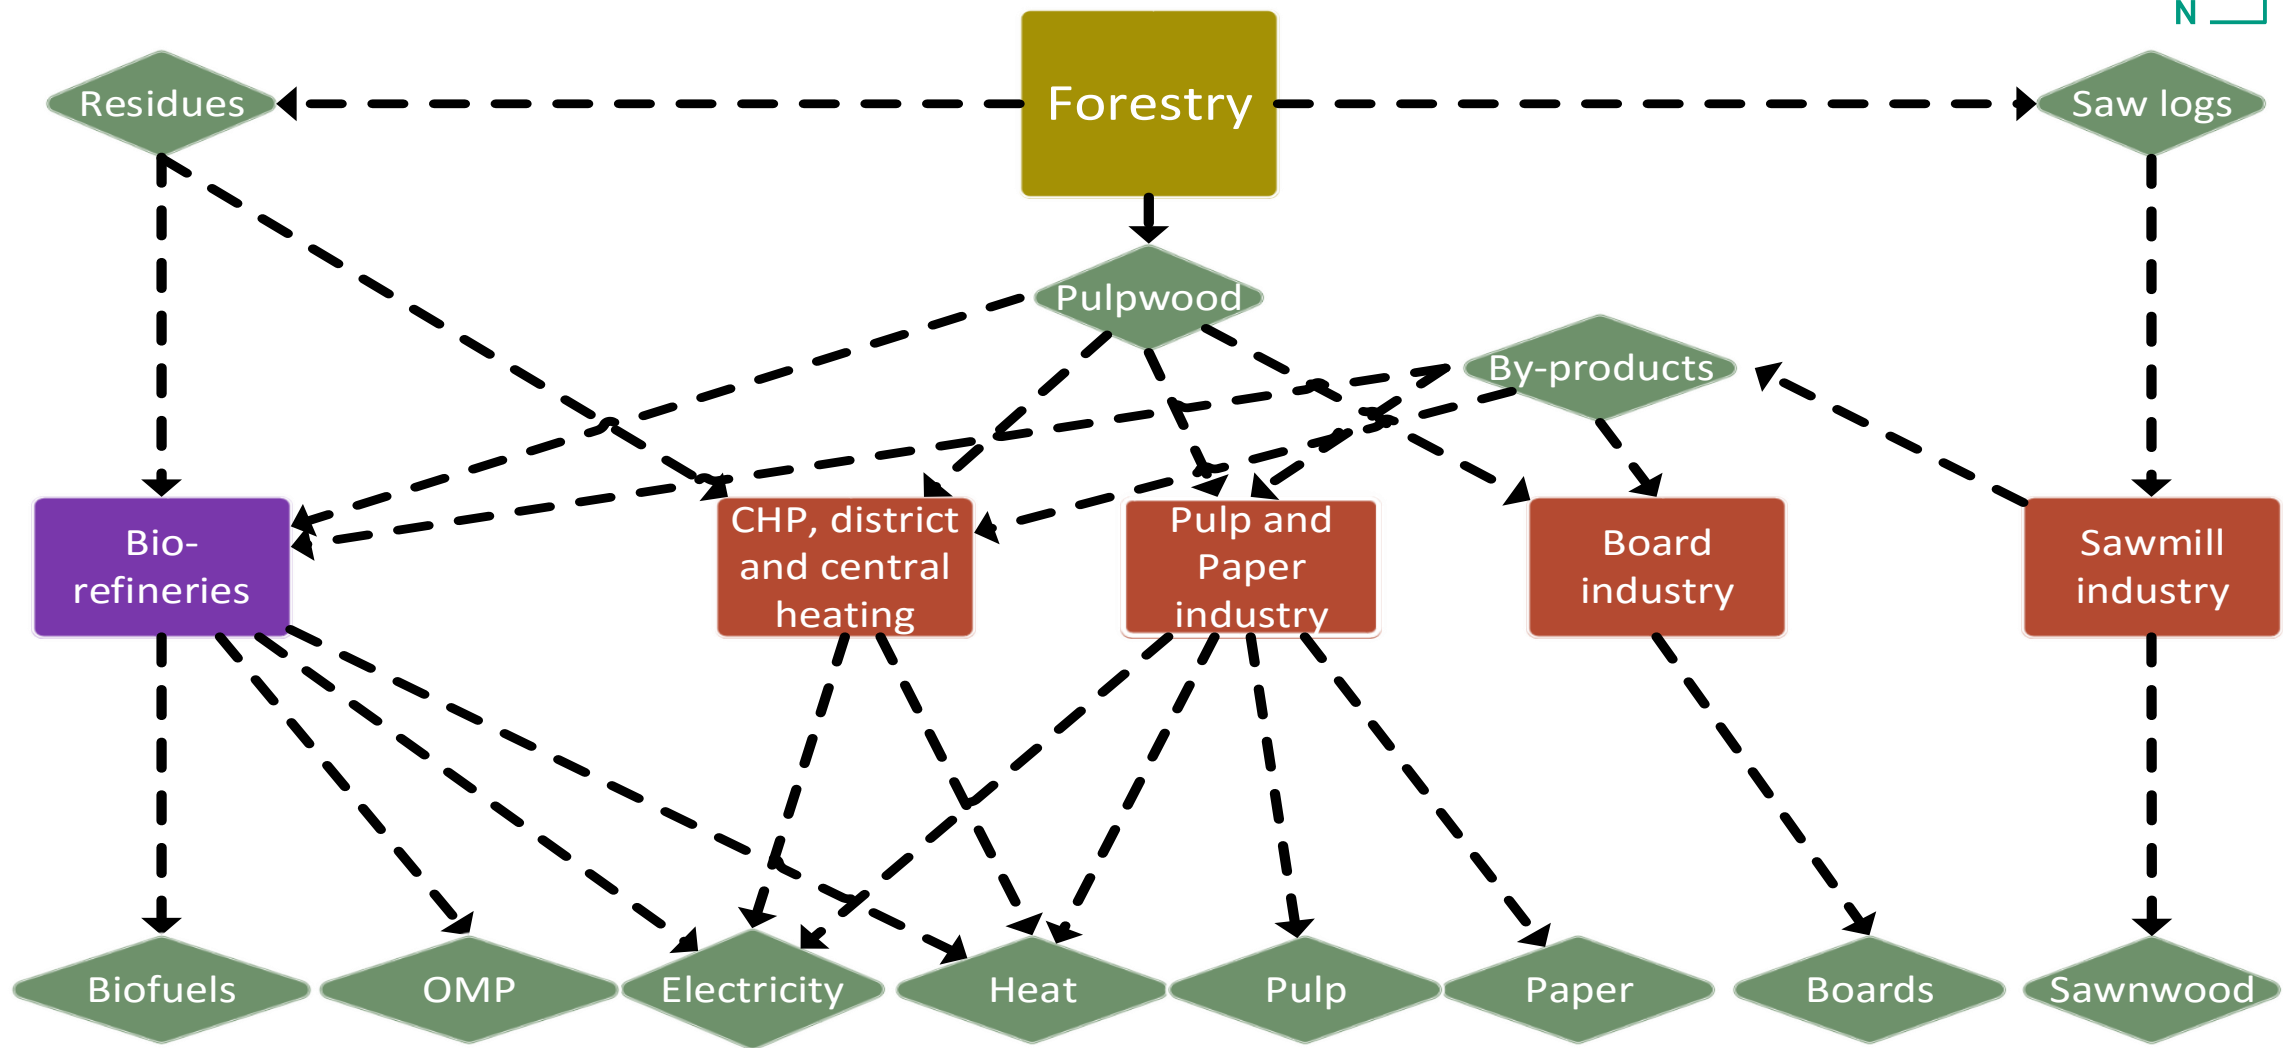 N
Residues
Forestry
Saw logs
Pulpwood
By-products
Bio-
refineries
CHP, district
and central
heating
Pulp and
Paper
industry
Board
industry
Sawmill
industry
Biofuels
OMP
Electricity
Heat
Pulp
Paper
Boards
Sawnwood